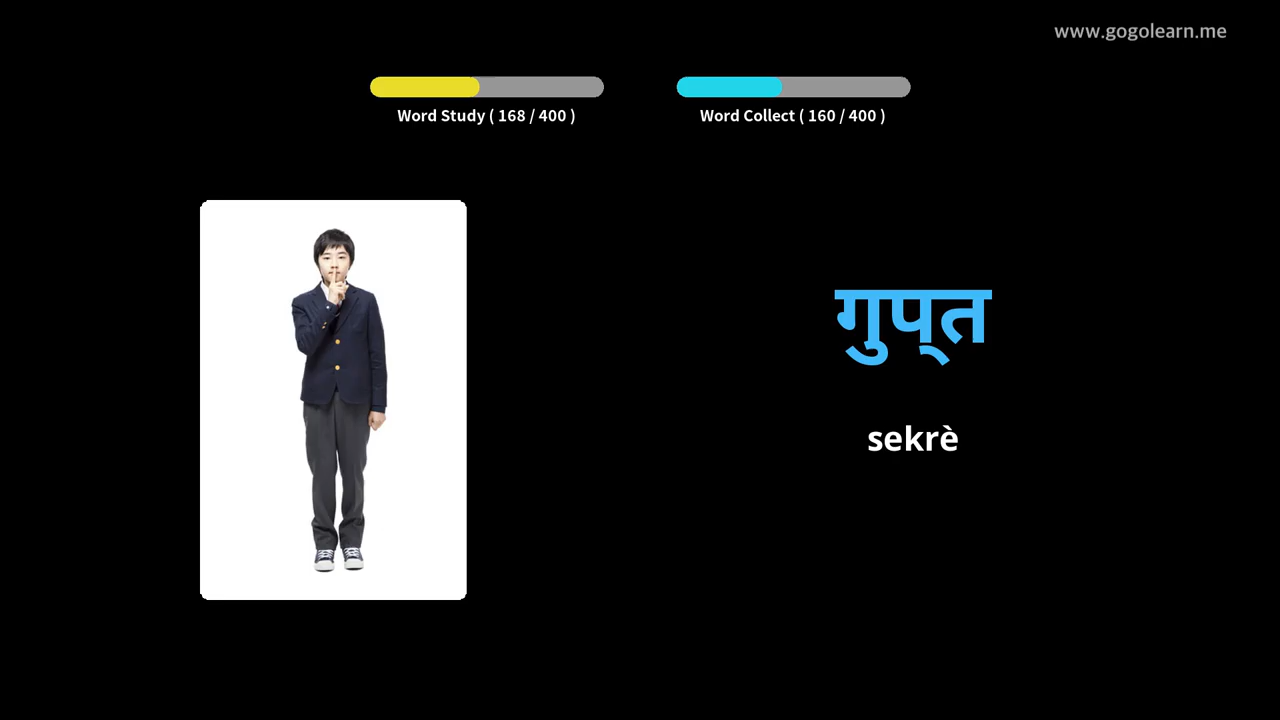 www.gogolearn.me
Word Study ( 168 / 400 )
Word Collect ( 160 / 400 )
गुप्त
sekrè